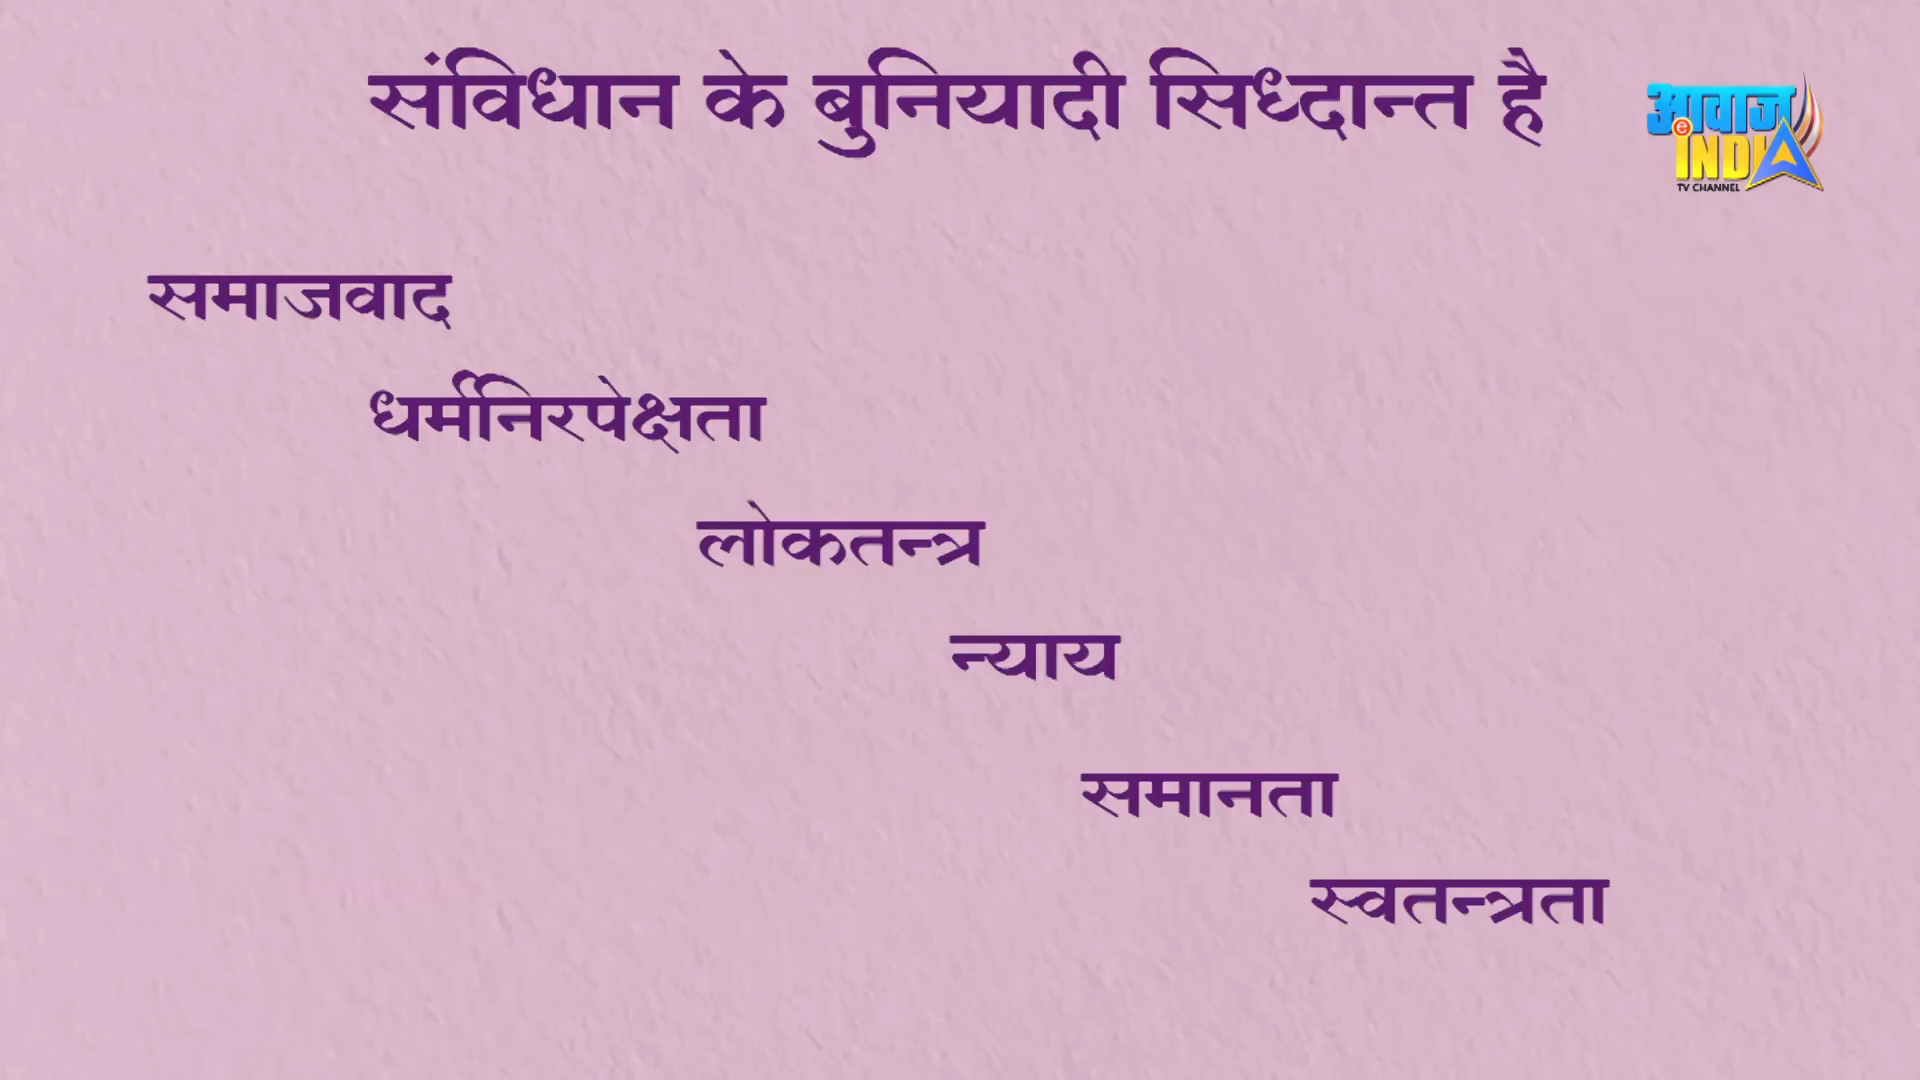 संविधान के बुनियादी सिध्दान्त है
आवाज
e
INDIA
TV CHANNEL
समाजवाद
धर्मनिरपेक्षता
लोकतन्त्र
न्याय
समानता
स्वतन्त्रता